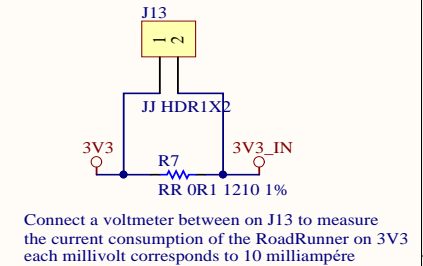 J13
1 2
JJ HDR1X2
3V3
3V3_IN
R7
RR 0R1 1210 1%
Connect a voltmeter between on J13 to measure
the current consumption of the RoadRunner on 3V3
each millivolt corresponds to 10 milliampére